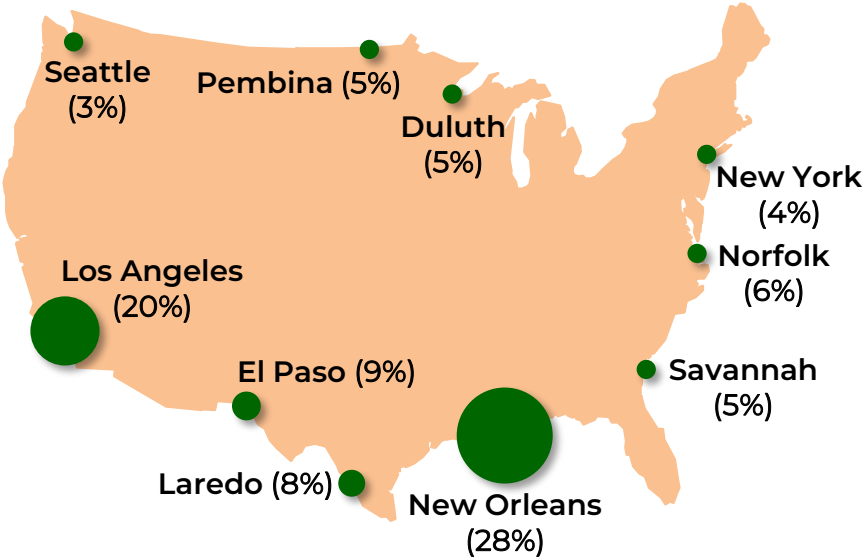 Seattle
(3%)
Pembina (5%)
Duluth
(5%)
New York
(4%)
Norfolk
(6%)
Los Angeles
(20%)
El Paso (9%)
Savannah
(5%)
Laredo (8%)
New Orleans
(28%)